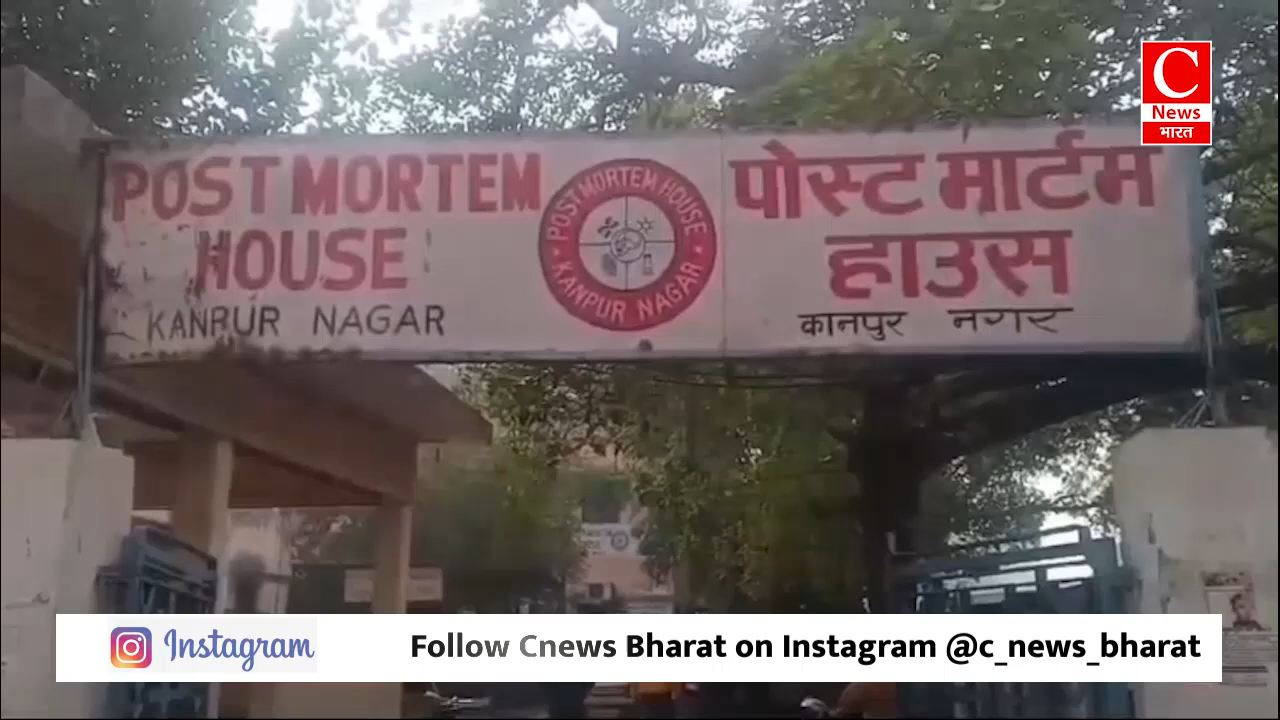 C
News
भारत
POST MORTEM
HOUSE
KANPUR NAGAR
POST MORTEM HOUSE
KANPUR NAGAR
पोस्ट मार्टम
हाउस
कानपुर नगर
Instagram
Follow Cnews Bharat on Instagram @c_news_bharat